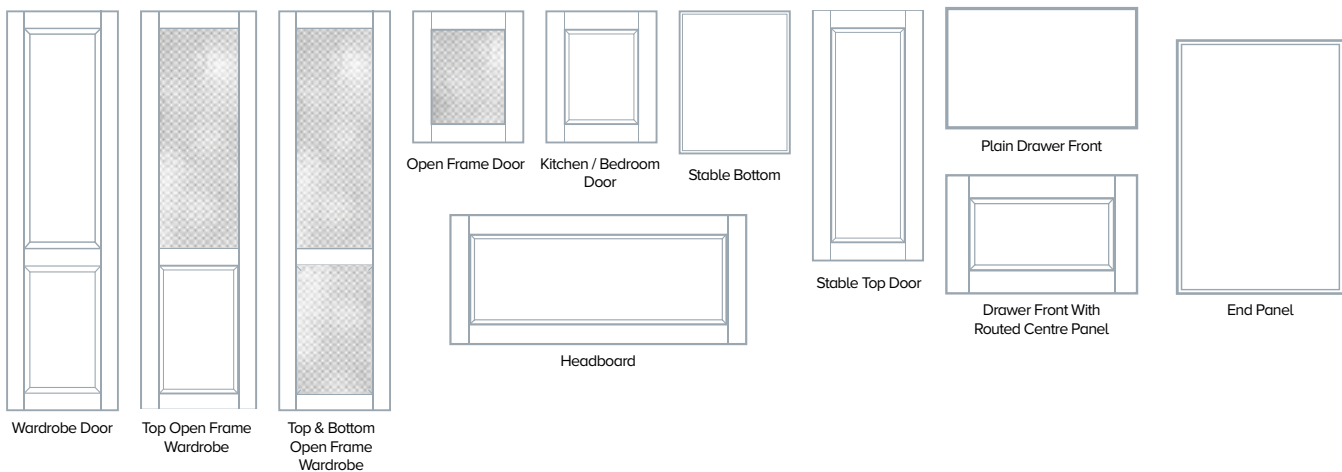 Wardrobe Door
Top Open Frame
Wardrobe
Top & Bottom
Open Frame
Wardrobe
Open Frame Door
Kitchen / Bedroom
Door
Stable Bottom
Headboard
Stable Top Door
Plain Drawer Front
Drawer Front With
Routed Centre Panel
End Panel